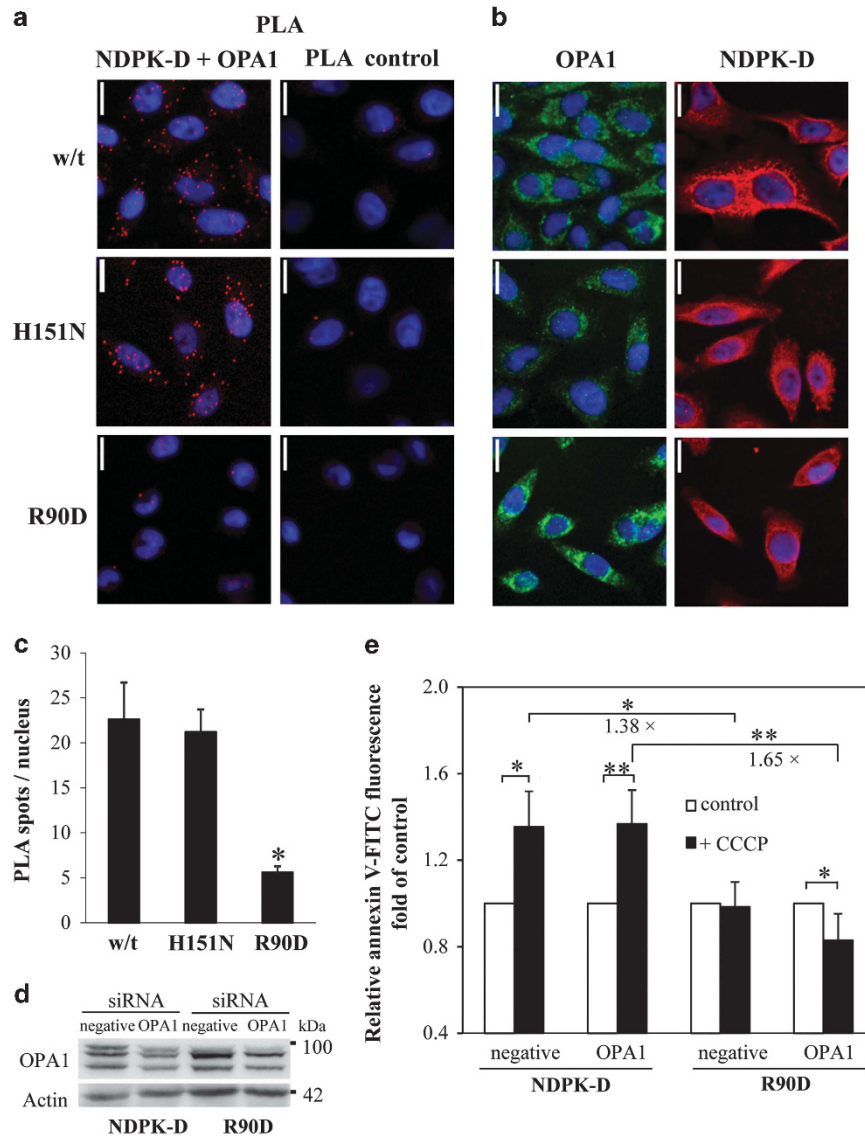 a
PLA
NDPK-D + OPA1
PLA control
w/t
H151N
R90D
b
OPA1
NDPK-D
c
PLA spots / nucleus
30
25
20
15
10
5
0
*
w/t
H151N
R90D
d
siRNA
siRNA
negative OPA1 negative OPA1 kDa
OPA1
100
Actin
42
NDPK-D
R90D
e
Relative annexin V-FITC fluorescence
fold of control
2.0
1.6
1.2
0.8
0.4
*
1.38 ×
**
1.65 ×
*
**
control
+ CCCP
*
negative
OPA1
negative
OPA1
NDPK-D
R90D